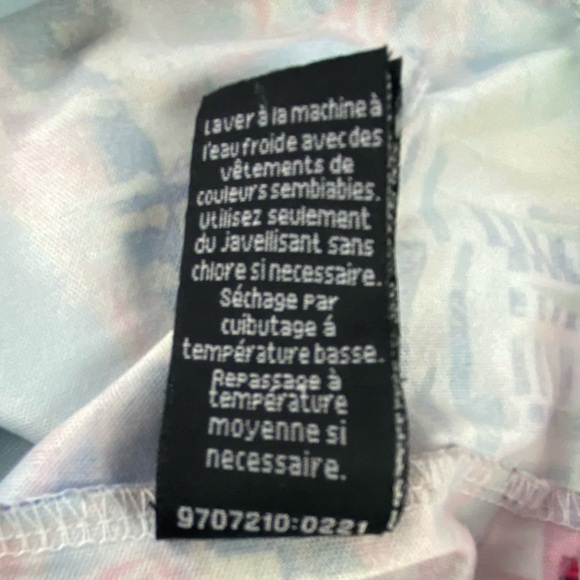 Laver à la machine à
l'eau froide avec des
vêtements de
couleurs semblables.
Utilisez seulement
du Javellisant sans
chlore si necessaire.
Séchage Par
cuibutage á
température basse.
Repassage à
température
moyenne si
necessaire.
9707210:0221